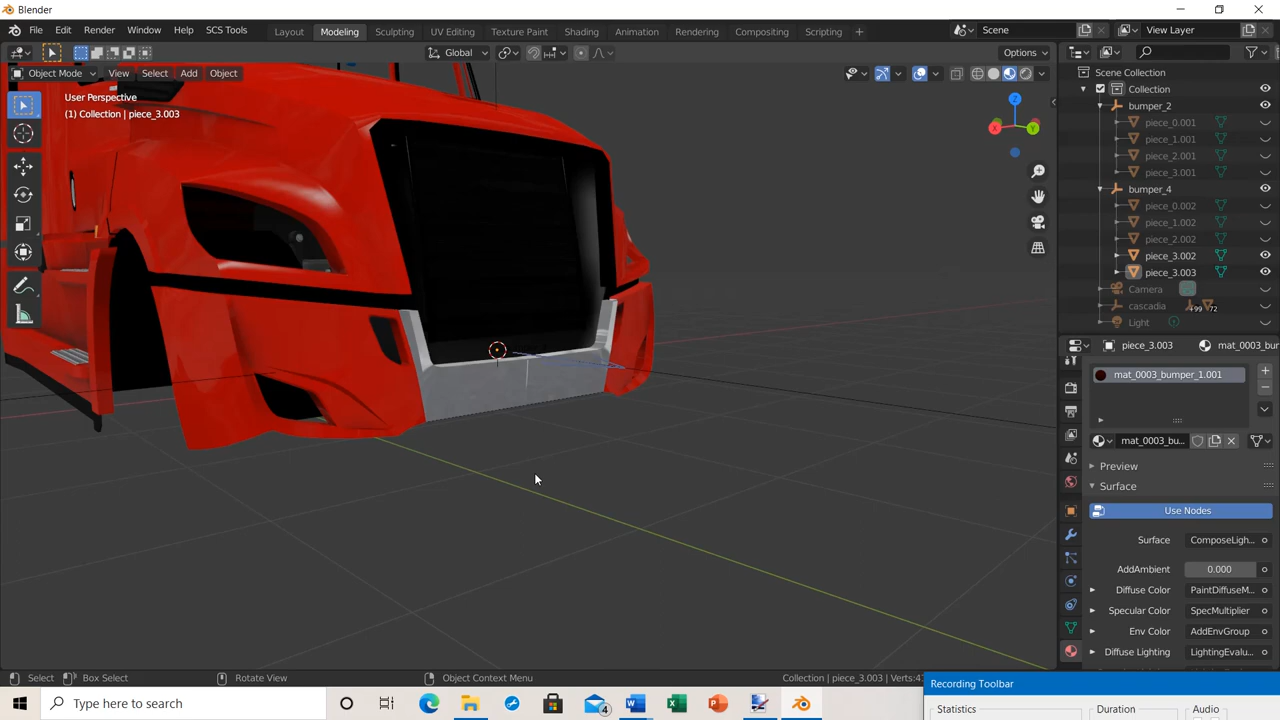 Blender
File Edit Render Window Help SCS Tools Layout Modeling Sculpting UV Editing Texture Paint Shading Animation Rendering Compositing Scripting + Scene View Layer
Global Options
Object Mode View Select Add Object
User Perspective
(1) Collection | piece_3.003
Z
X
Y
Scene Collection
Collection
bumper_2
piece_0.001
piece_1.001
piece_2.001
piece_3.001
bumper_4
piece_0.002
piece_1.002
piece_2.002
piece_3.002
piece_3.003
Camera
cascadia +99 72
Light
piece_3.003 mat_0003_bu...
mat_0003_bumper_1.001
mat_0003_bu...
Preview
Surface
Use Nodes
Surface ComposeLigh...
AddAmbient 0.000
Diffuse Color PaintDiffuseM...
Specular Color SpecMultiplier
Env Color AddEnvGroup
Diffuse Lighting LightingEvalu...
Select Box Select Rotate View Object Context Menu Collection | piece_3.003 | Verts:4
Recording Toolbar
Type here to search 4
Statistics Duration Audio